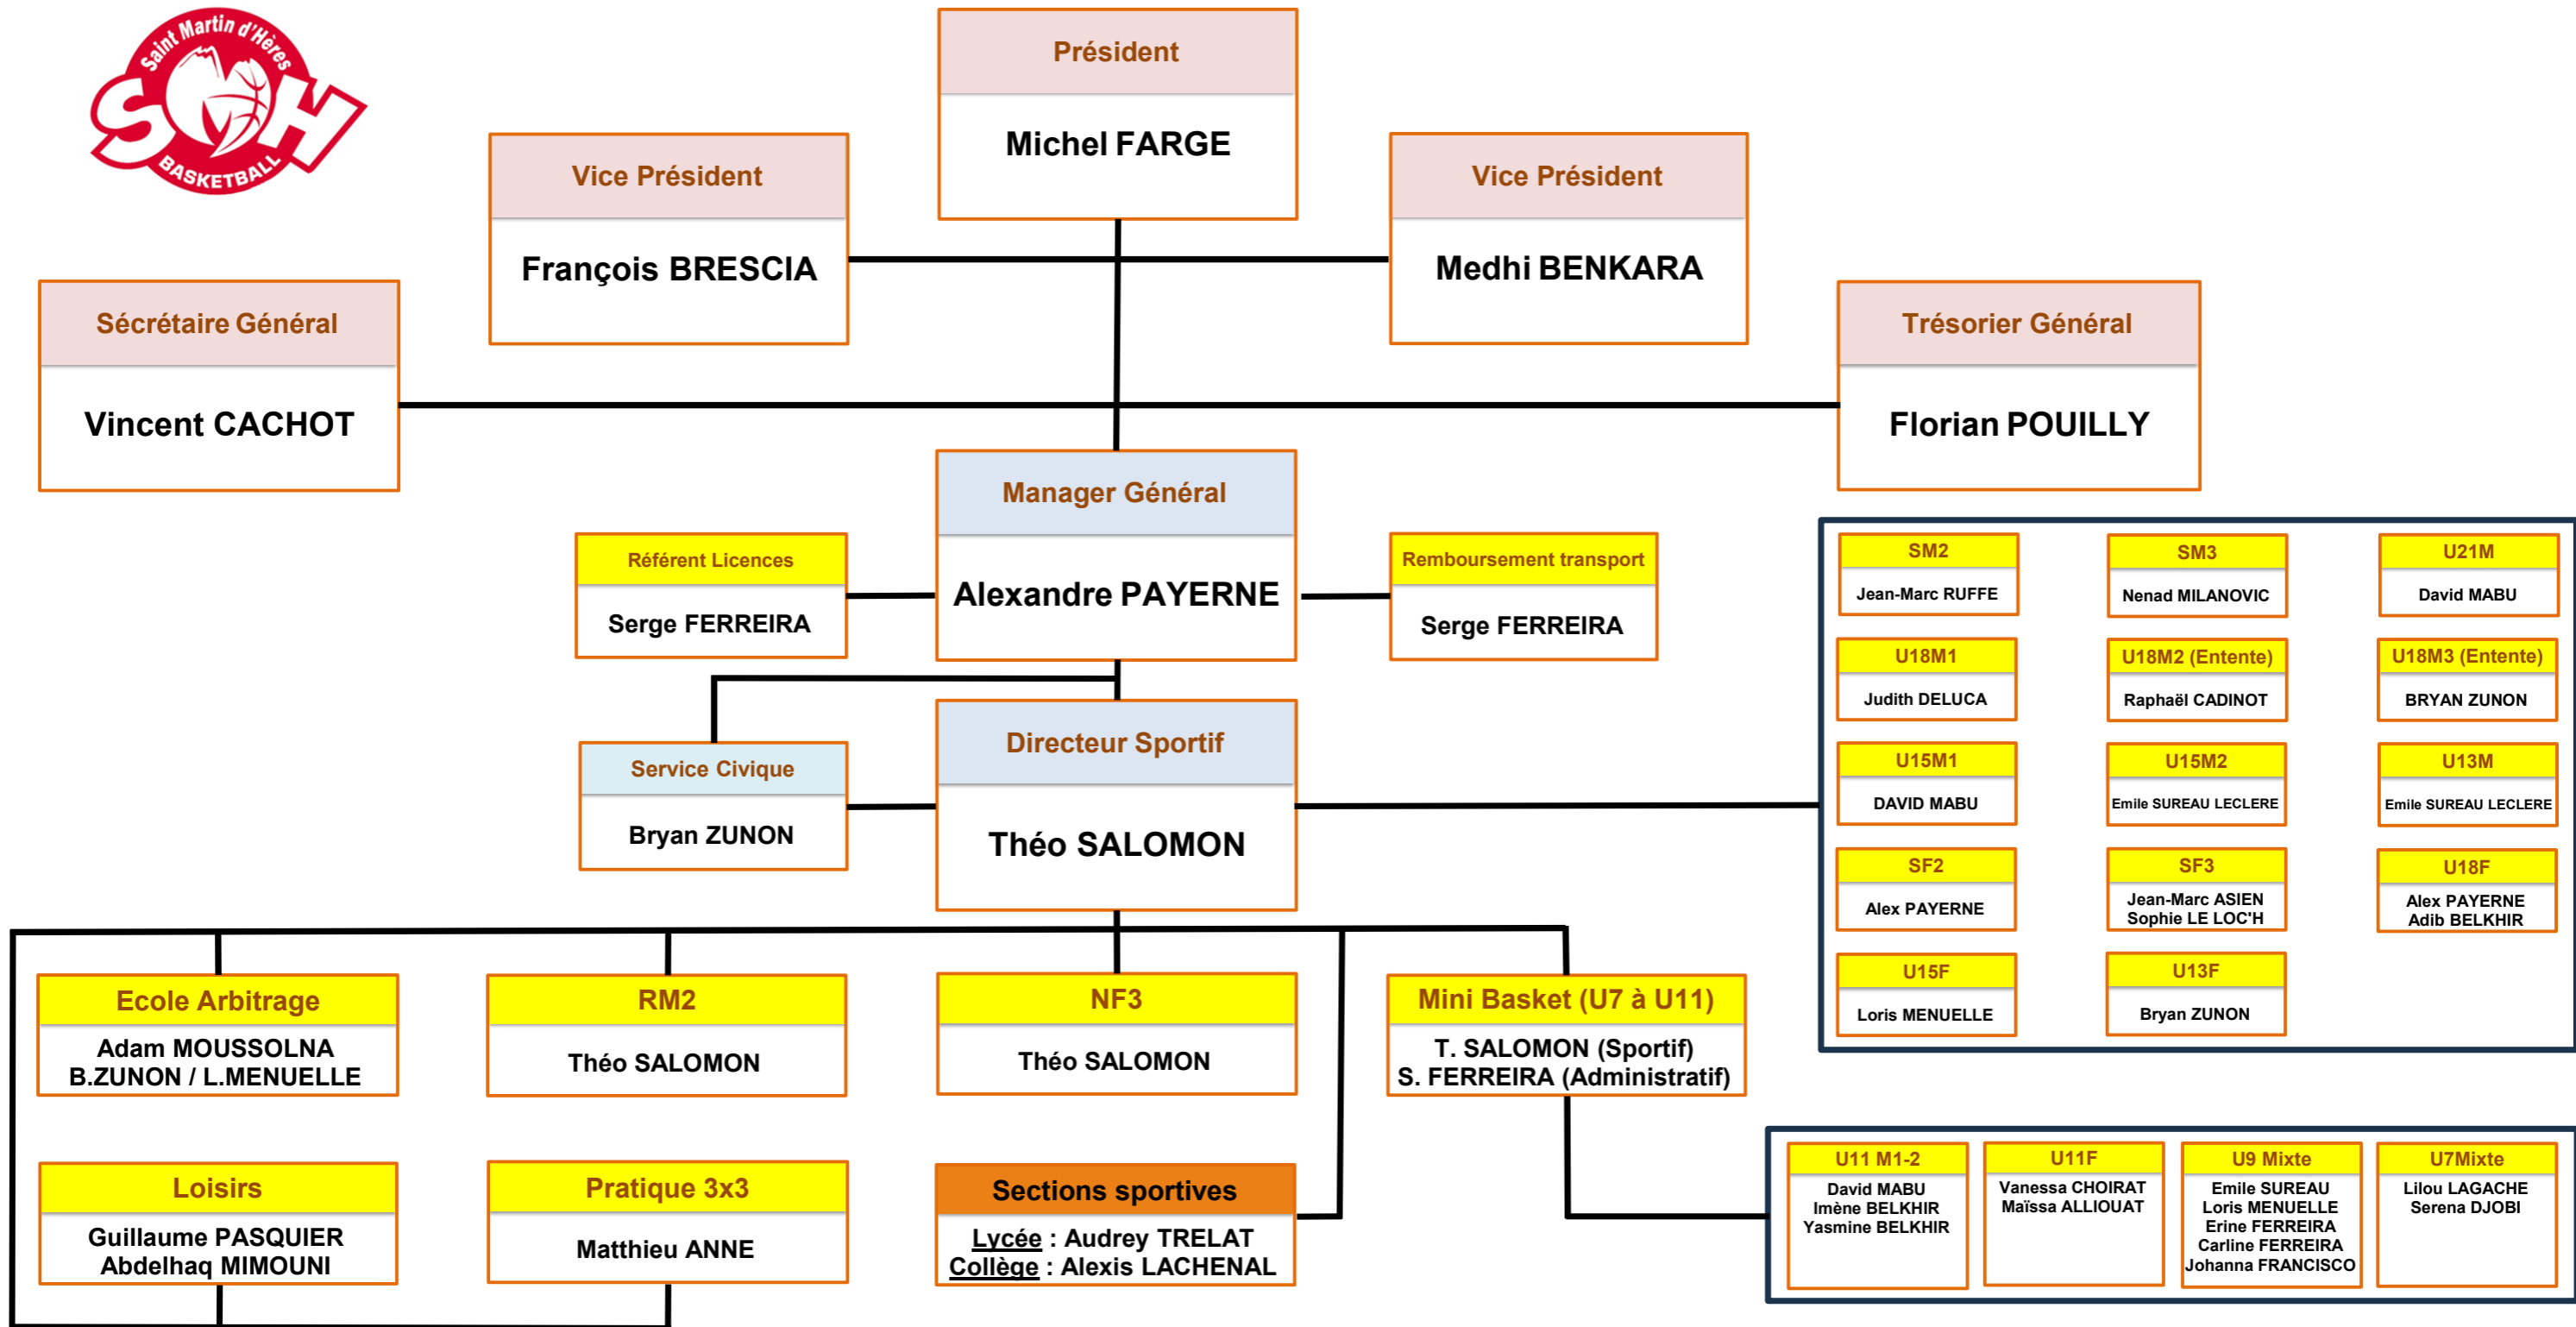 Saint Martin d'Hères
SMH
BASKETBALL
Président
Michel FARGE
Vice Président
François BRESCIA
Vice Président
Medhi BENKARA
Sécrétaire Général
Vincent CACHOT
Trésorier Général
Florian POUILLY
Manager Général
Alexandre PAYERNE
Référent Licences
Serge FERREIRA
Remboursement transport
Serge FERREIRA
Service Civique
Bryan ZUNON
Directeur Sportif
Théo SALOMON
SM2
Jean-Marc RUFFE
SM3
Nenad MILANOVIC
U21M
David MABU
U18M1
Judith DELUCA
U18M2 (Entente)
Raphaël CADINOT
U18M3 (Entente)
BRYAN ZUNON
U15M1
DAVID MABU
U15M2
Emile SUREAU LECLERE
U13M
Emile SUREAU LECLERE
SF2
Alex PAYERNE
SF3
Jean-Marc ASIEN
Sophie LE LOC'H
U18F
Alex PAYERNE
Adib BELKHIR
U15F
Loris MENUELLE
U13F
Bryan ZUNON
Ecole Arbitrage
Adam MOUSSOLNA
B.ZUNON / L.MENUELLE
RM2
Théo SALOMON
NF3
Théo SALOMON
Mini Basket (U7 à U11)
T. SALOMON (Sportif)
S. FERREIRA (Administratif)
Loisirs
Guillaume PASQUIER
Abdelhaq MIMOUNI
Pratique 3x3
Matthieu ANNE
Sections sportives
Lycée : Audrey TRELAT
Collège : Alexis LACHENAL
U11 M1-2
David MABU
Imène BELKHIR
Yasmine BELKHIR
U11F
Vanessa CHOIRAT
Maïssa ALLIOUAT
U9 Mixte
Emile SUREAU
Loris MENUELLE
Erine FERREIRA
Carline FERREIRA
Johanna FRANCISCO
U7Mixte
Lilou LAGACHE
Serena DJOBI